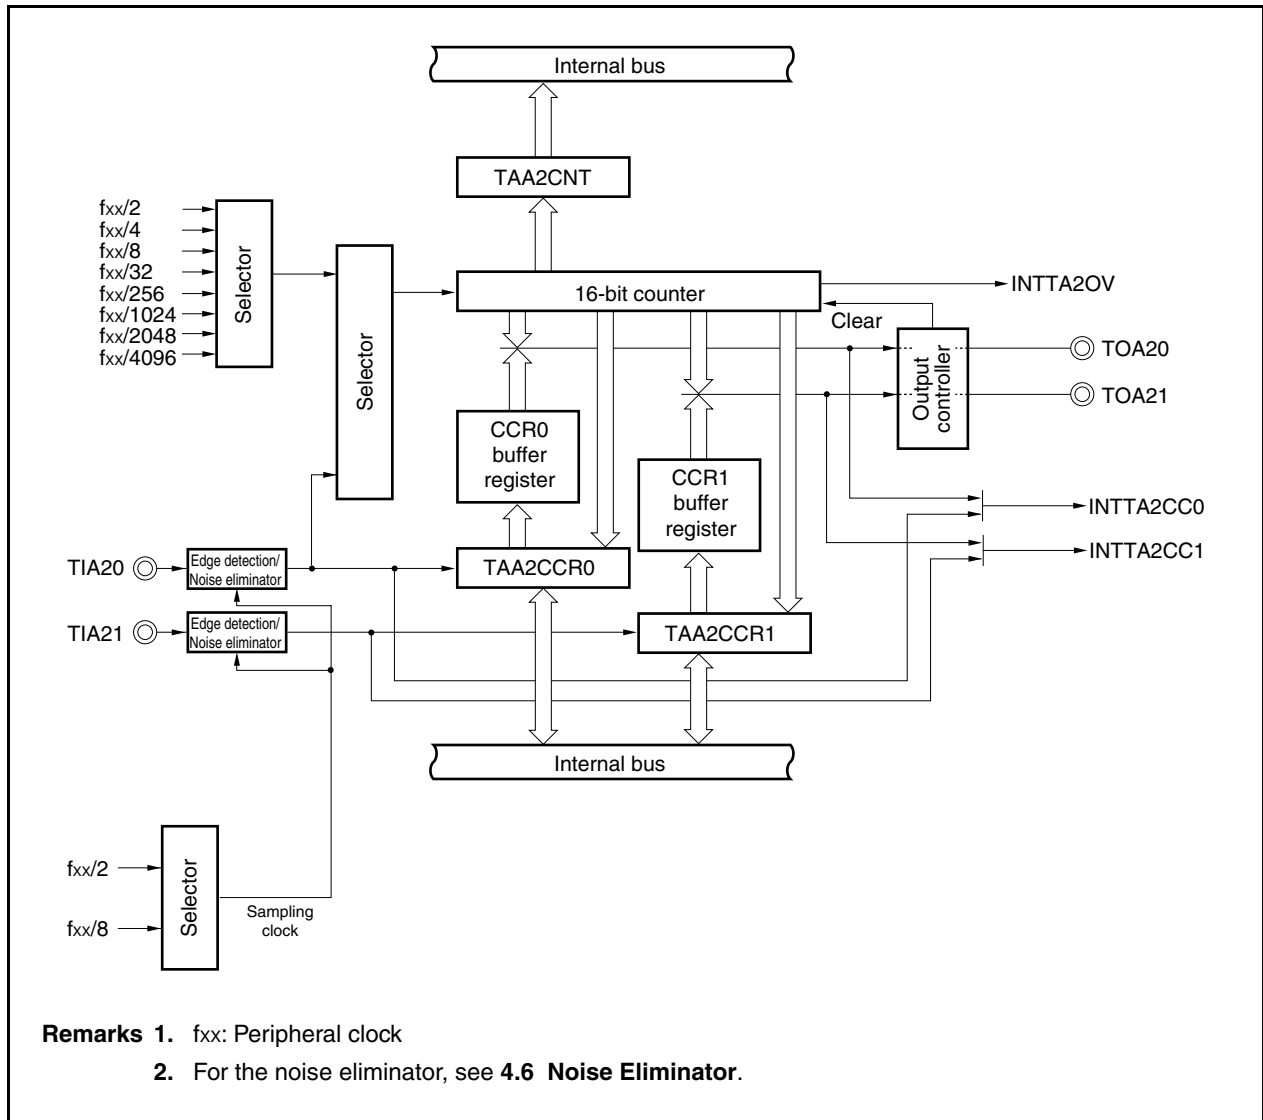 Internal bus
TAA2CNT
fxx/2
fxx/4
fxx/8
fxx/32
fxx/256
fxx/1024
fxx/2048
fxx/4096
Selector
Selector
16-bit counter
INTTA2OV
Clear
Output
controller
TOA20
TOA21
CCR0
buffer
register
CCR1
buffer
register
INTTA2CC0
INTTA2CC1
TIA20
Edge detection/
Noise eliminator
TAA2CCR0
TIA21
Edge detection/
Noise eliminator
TAA2CCR1
Internal bus
fxx/2
fxx/8
Selector
Sampling
clock
Remarks 1. fxx: Peripheral clock
2. For the noise eliminator, see 4.6 Noise Eliminator.